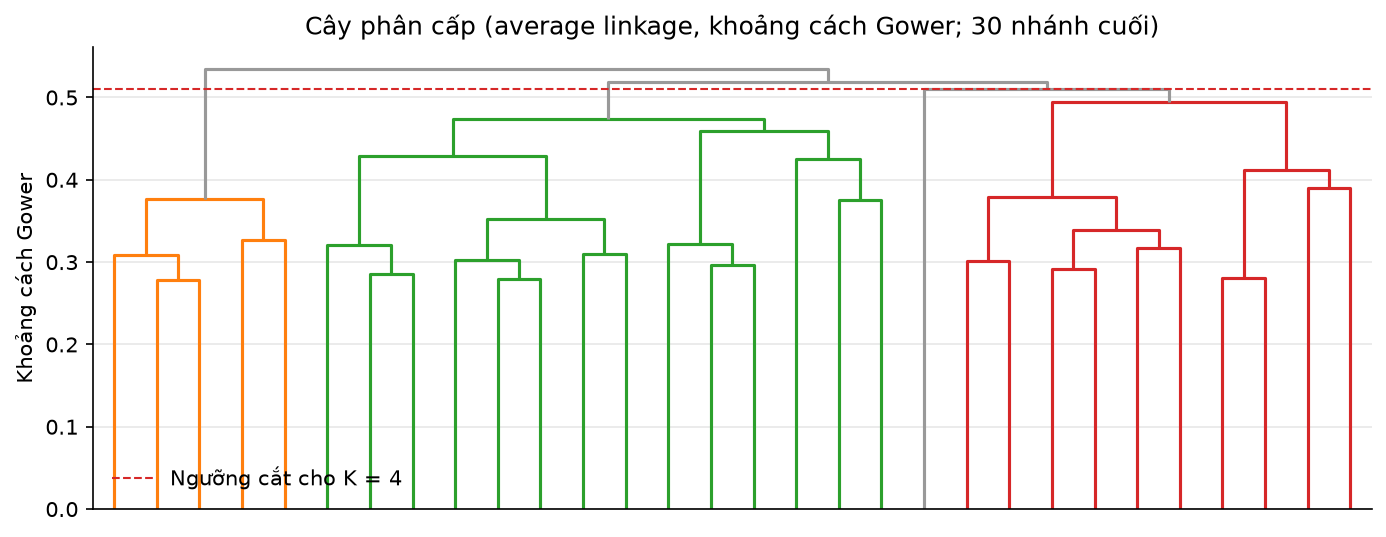 Cây phân cấp (average linkage, khoảng cách Gower; 30 nhánh cuối)
Khoảng cách Gower
0.5
0.4
0.3
0.2
0.1
0.0
Ngưỡng cắt cho K = 4